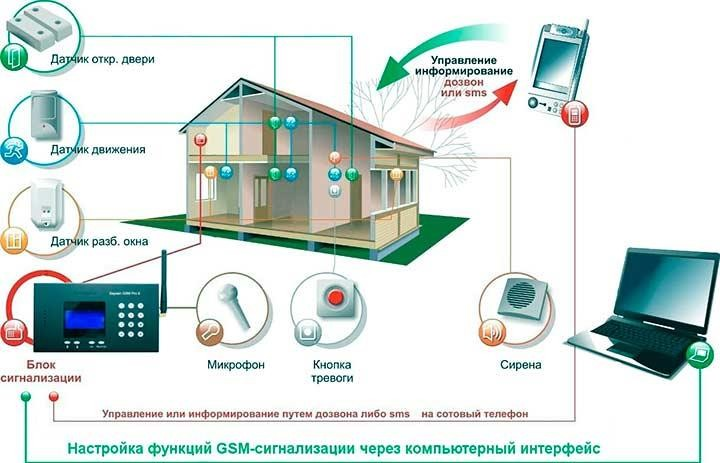 Датчик откр. двери
Управление
информирование
дозвон
или sms
Датчик движения
Датчик разб. окна
Блок
сигнализации
Микрофон
Кнопка
тревоги
Сирена
Управление или информирование путем дозвона либо sms на сотовый телефон
Настройка функций GSM-сигнализации через компьютерный интерфейс